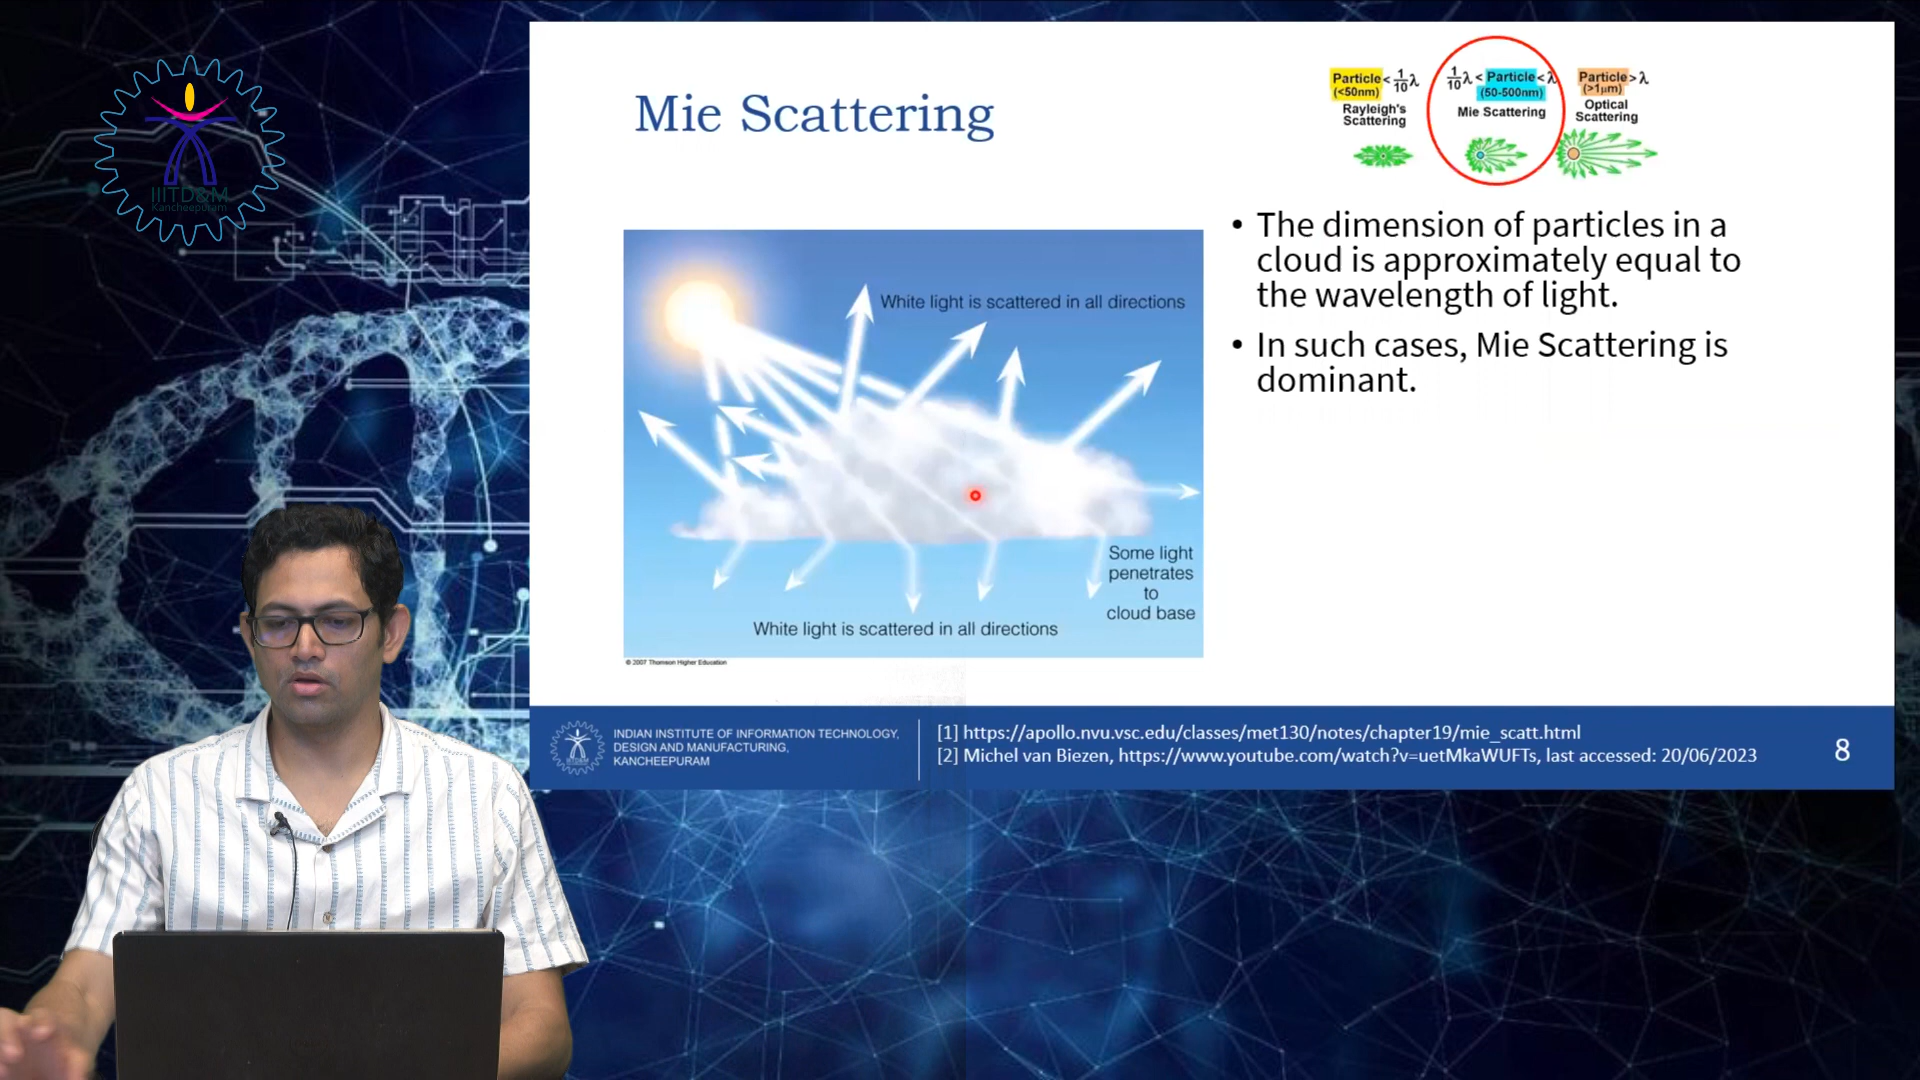 IIITD&M
Kancheepuram
Mie Scattering
Particle < 1/10 λ
(<50nm)
Rayleigh's
Scattering
1/10 λ < Particle < λ
(50-500nm)
Mie Scattering
Particle > λ
(>1μm)
Optical
Scattering
• The dimension of particles in a
cloud is approximately equal to
the wavelength of light.
• In such cases, Mie Scattering is
dominant.
White light is scattered in all directions
Some light
penetrates
to
cloud base
White light is scattered in all directions
© 2007 Thomson Higher Education
IIITD&M
INDIAN INSTITUTE OF INFORMATION TECHNOLOGY,
DESIGN AND MANUFACTURING,
KANCHEEPURAM
[1] https://apollo.nvu.vsc.edu/classes/met130/notes/chapter19/mie_scatt.html
[2] Michel van Biezen, https://www.youtube.com/watch?v=uetMkaWUFTs, last accessed: 20/06/2023
8